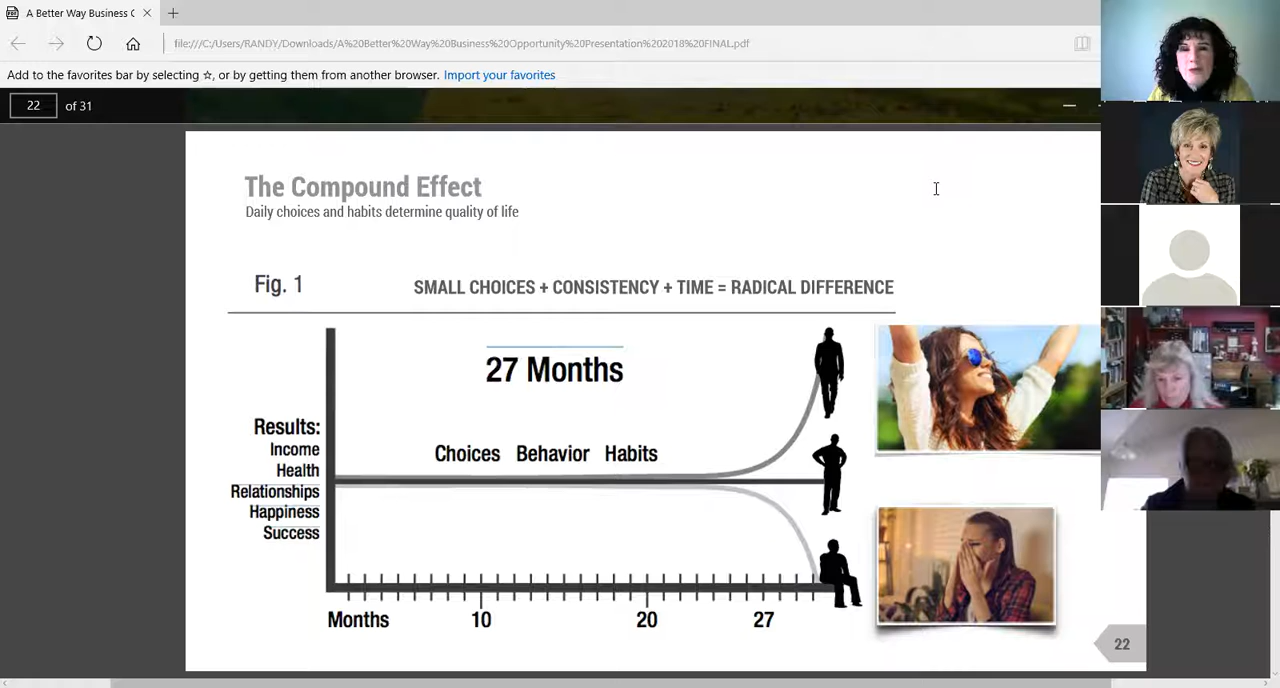 A Better Way Business C
file:///C:/Users/RANDY/Downloads/A%20Better%20Way%20Business%20Opportunity%20Presentation%202018%20FINAL.pdf
Add to the favorites bar by selecting ☆, or by getting them from another browser. Import your favorites
22 of 31
The Compound Effect
Daily choices and habits determine quality of life
Fig. 1 SMALL CHOICES + CONSISTENCY + TIME = RADICAL DIFFERENCE
27 Months
Choices Behavior Habits
Results:
Income
Health
Relationships
Happiness
Success
Months 10 20 27
22